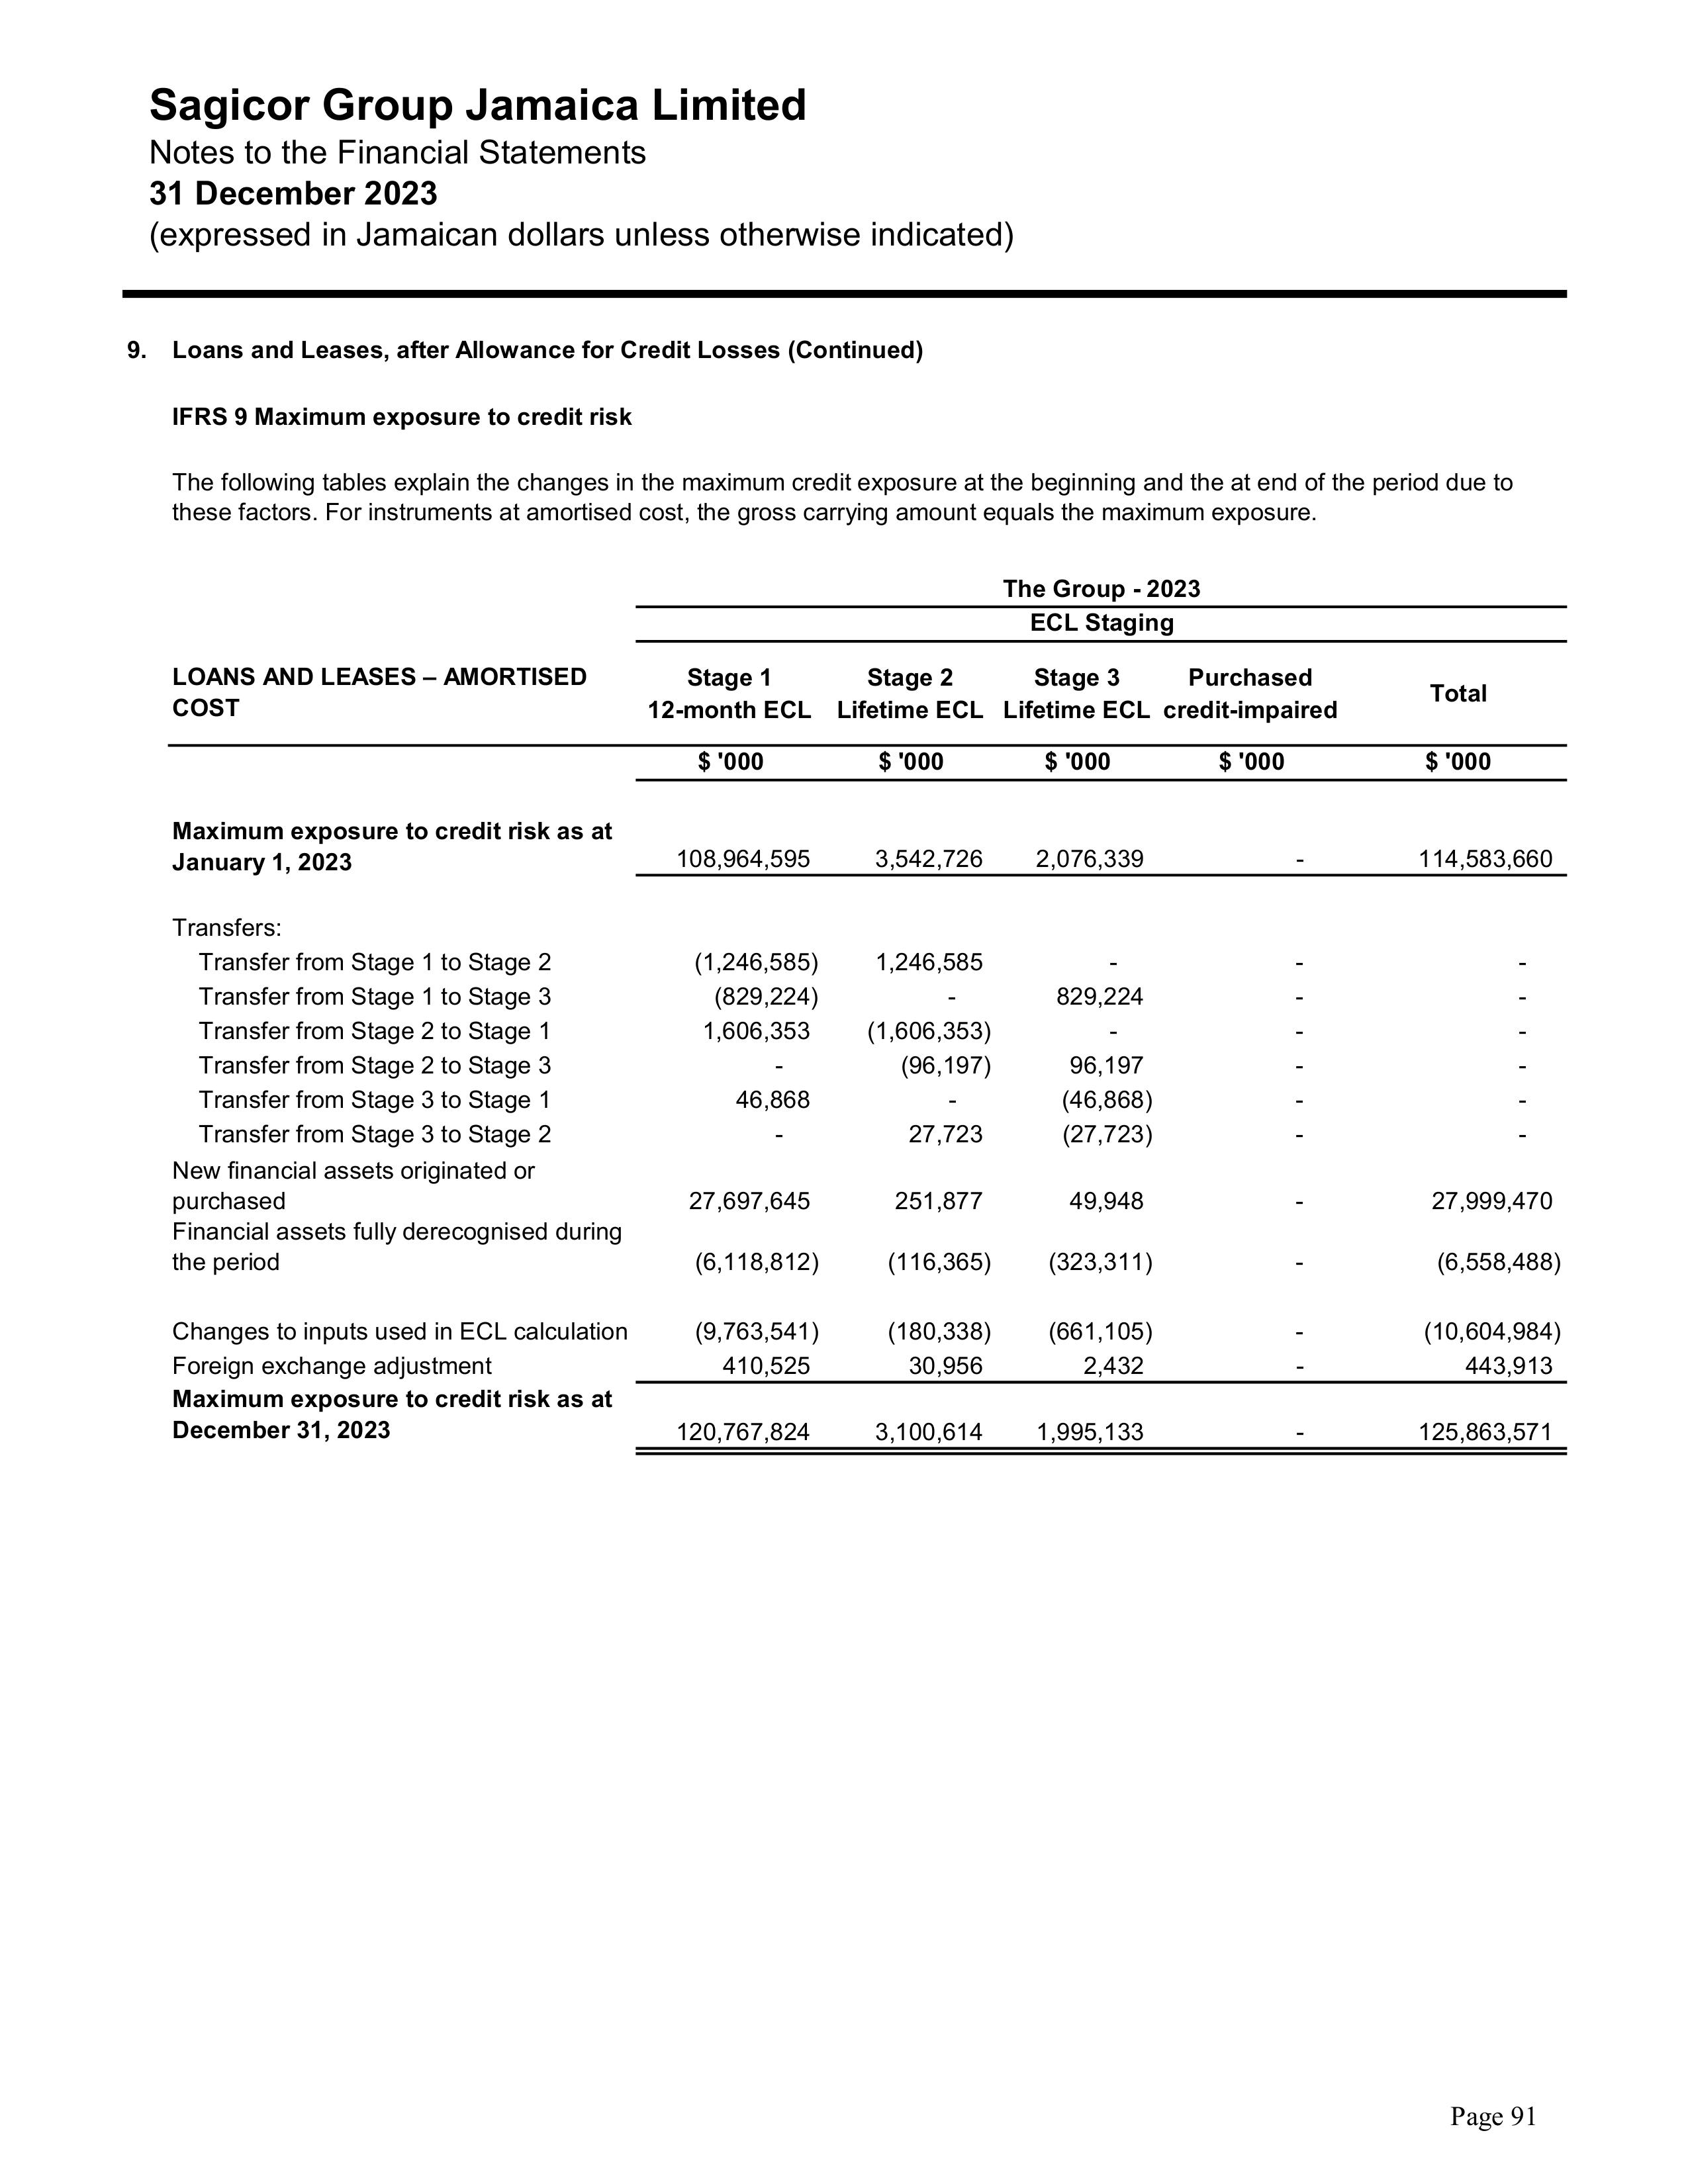 Sagicor Group Jamaica Limited
Notes to the Financial Statements
31 December 2023
(expressed in Jamaican dollars unless otherwise indicated)
9. Loans and Leases, after Allowance for Credit Losses (Continued)
IFRS 9 Maximum exposure to credit risk
The following tables explain the changes in the maximum credit exposure at the beginning and the at end of the period due to
these factors. For instruments at amortised cost, the gross carrying amount equals the maximum exposure.
The Group - 2023
ECL Staging
LOANS AND LEASES – AMORTISED
COST
Stage 1 Stage 2 Stage 3 Purchased Total
12-month ECL Lifetime ECL Lifetime ECL credit-impaired
$ '000 $ '000 $ '000 $ '000 $ '000
Maximum exposure to credit risk as at
January 1, 2023 108,964,595 3,542,726 2,076,339 - 114,583,660
Transfers:
Transfer from Stage 1 to Stage 2 (1,246,585) 1,246,585 - - -
Transfer from Stage 1 to Stage 3 (829,224) - 829,224 - -
Transfer from Stage 2 to Stage 1 1,606,353 (1,606,353) - - -
Transfer from Stage 2 to Stage 3 - (96,197) 96,197 - -
Transfer from Stage 3 to Stage 1 46,868 - (46,868) - -
Transfer from Stage 3 to Stage 2 - 27,723 (27,723) - -
New financial assets originated or
purchased 27,697,645 251,877 49,948 - 27,999,470
Financial assets fully derecognised during
the period (6,118,812) (116,365) (323,311) - (6,558,488)
Changes to inputs used in ECL calculation (9,763,541) (180,338) (661,105) - (10,604,984)
Foreign exchange adjustment 410,525 30,956 2,432 - 443,913
Maximum exposure to credit risk as at
December 31, 2023 120,767,824 3,100,614 1,995,133 - 125,863,571
Page 91